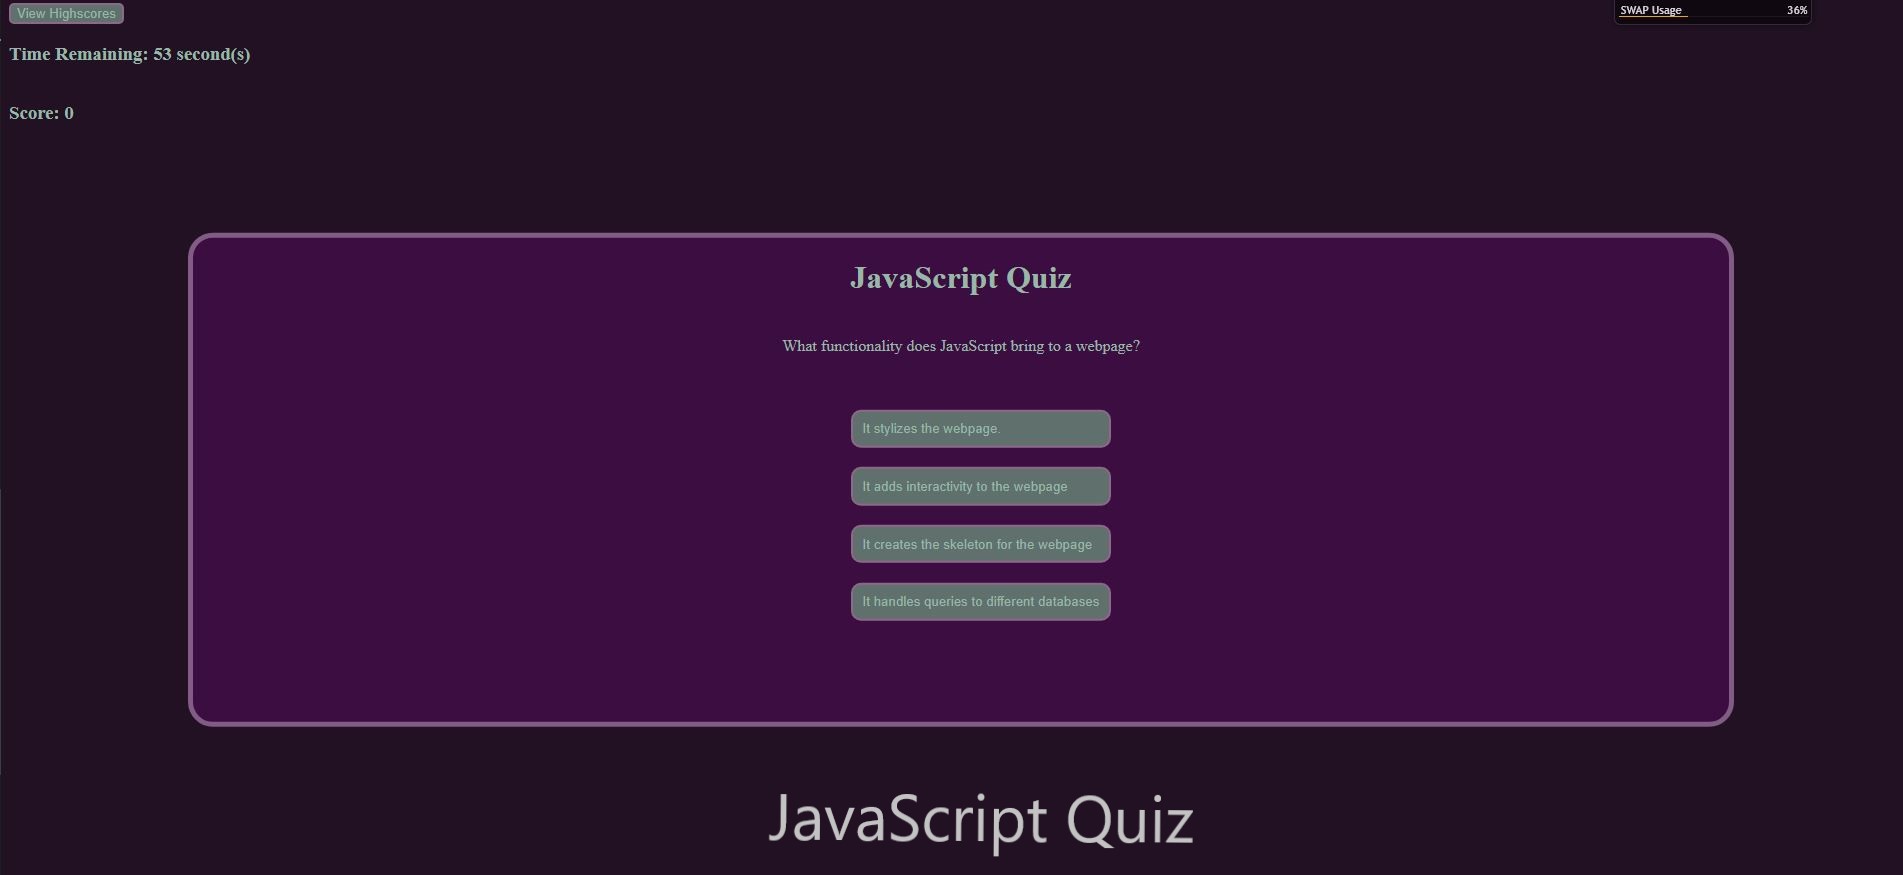 View Highscores
SWAP Usage 36%
Time Remaining: 53 second(s)
Score: 0
JavaScript Quiz
What functionality does JavaScript bring to a webpage?
It stylizes the webpage.
It adds interactivity to the webpage
It creates the skeleton for the webpage
It handles queries to different databases
JavaScript Quiz